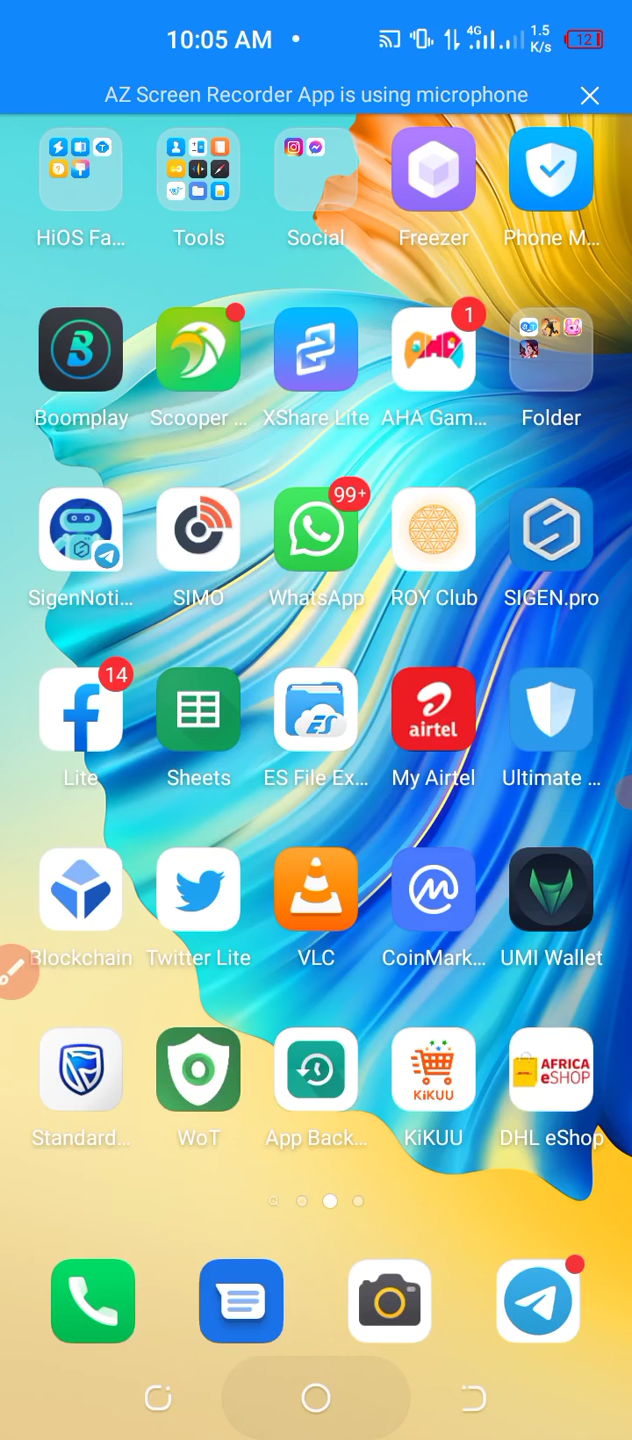 10:05 AM
4G
1.5
K/s
12
AZ Screen Recorder App is using microphone
HiOS Fa...
Tools
Social
Freezer
Phone M...
1
Boomplay
Scooper ...
XShare Lite
AHA Gam...
Folder
99+
SigenNoti...
SIMO
WhatsApp
ROY Club
SIGEN.pro
14
ES
airtel
Lite
Sheets
ES File Ex...
My Airtel
Ultimate ...
Blockchain
Twitter Lite
VLC
CoinMark...
UMI Wallet
KiKUU
AFRICA
eSHOP
Standard...
WoT
App Back...
KiKUU
DHL eShop